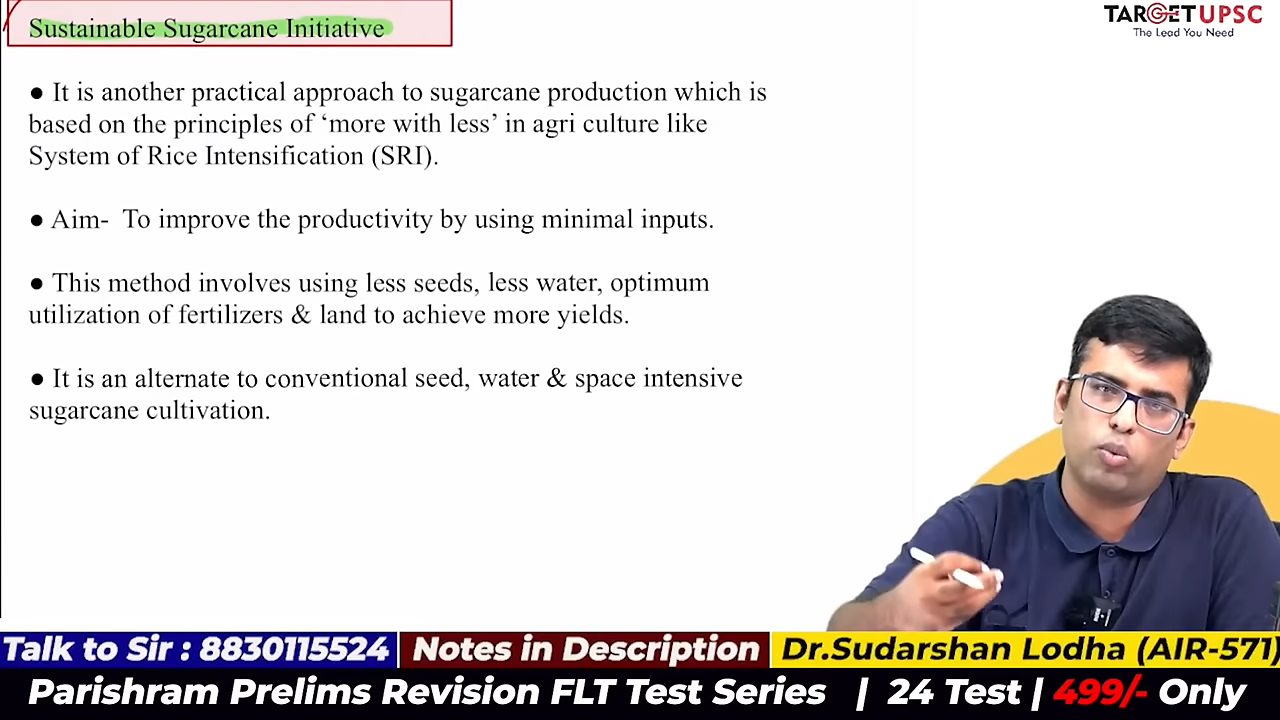 Sustainable Sugarcane Initiative
TARGET UPSC
The Lead You Need
● It is another practical approach to sugarcane production which is
based on the principles of ‘more with less’ in agri culture like
System of Rice Intensification (SRI).
● Aim- To improve the productivity by using minimal inputs.
● This method involves using less seeds, less water, optimum
utilization of fertilizers & land to achieve more yields.
● It is an alternate to conventional seed, water & space intensive
sugarcane cultivation.
Talk to Sir : 8830115524
Notes in Description
Dr.Sudarshan Lodha (AIR-571)
Parishram Prelims Revision FLT Test Series | 24 Test | 499/- Only